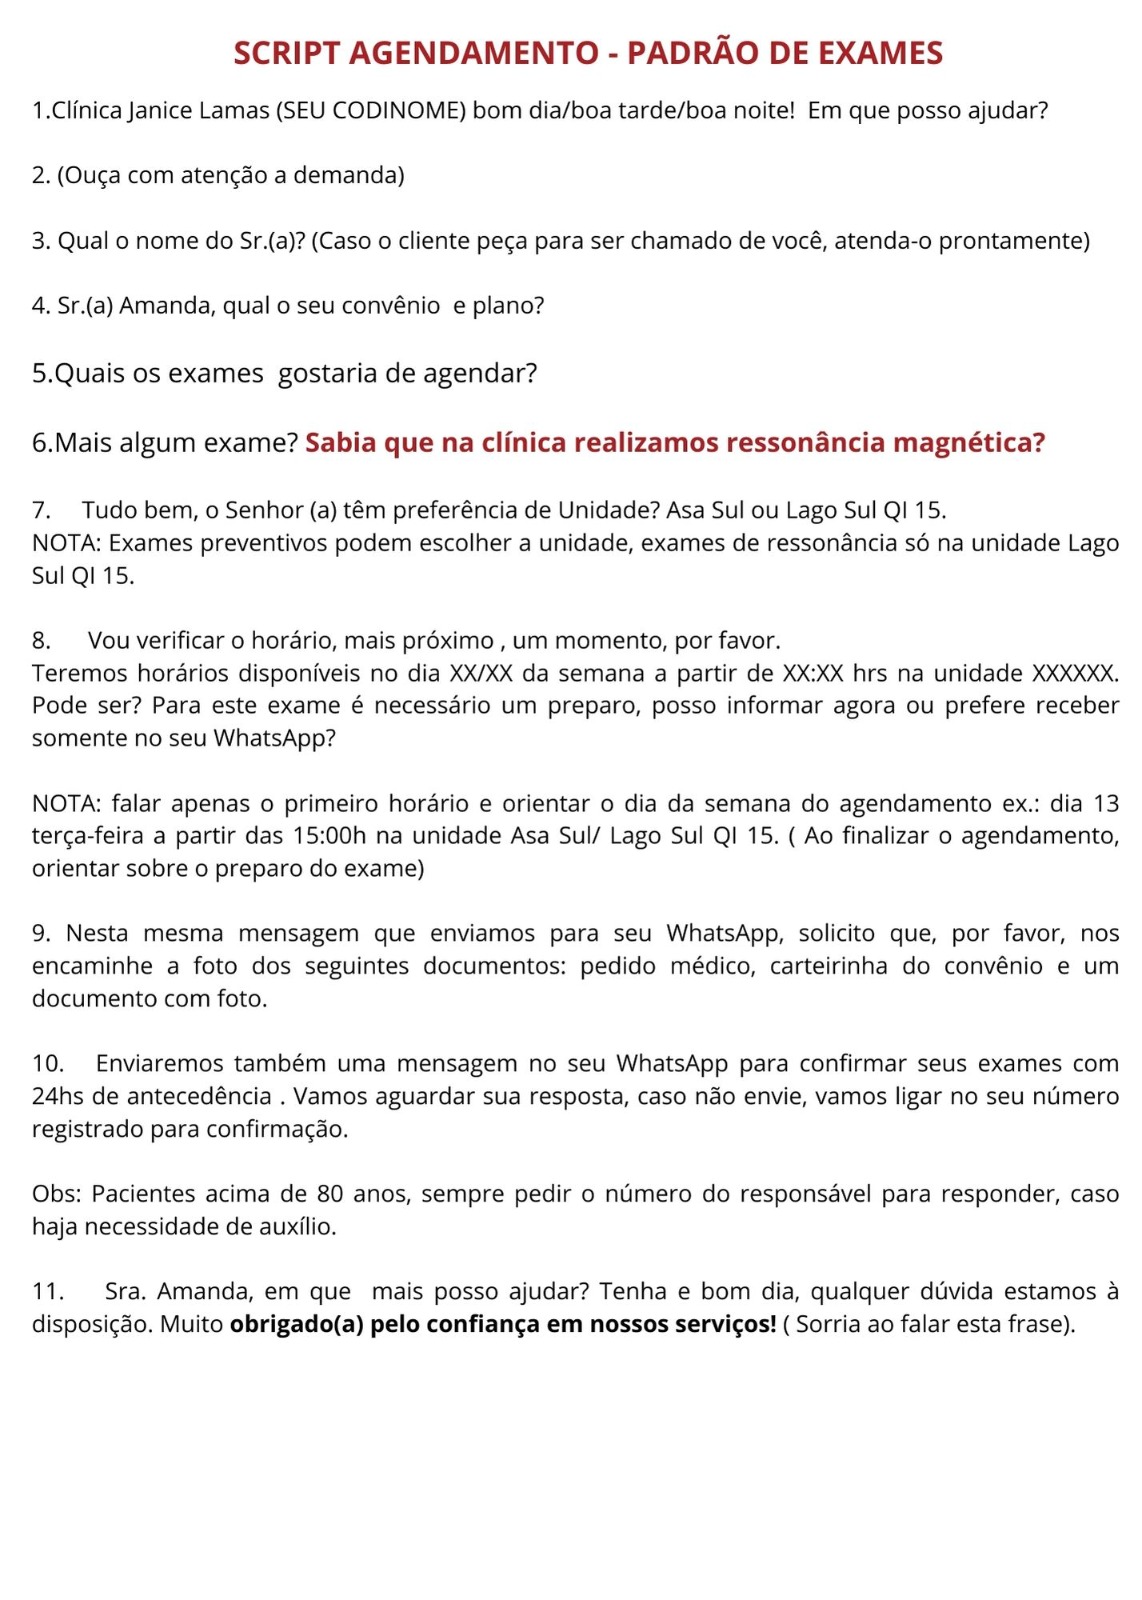 SCRIPT AGENDAMENTO - PADRÃO DE EXAMES
1.Clínica Janice Lamas (SEU CODINOME) bom dia/boa tarde/boa noite! Em que posso ajudar?
2. (Ouça com atenção a demanda)
3. Qual o nome do Sr.(a)? (Caso o cliente peça para ser chamado de você, atenda-o prontamente)
4. Sr.(a) Amanda, qual o seu convênio e plano?
5.Quais os exames gostaria de agendar?
6.Mais algum exame? Sabia que na clínica realizamos ressonância magnética?
7. Tudo bem, o Senhor (a) têm preferência de Unidade? Asa Sul ou Lago Sul QI 15.
NOTA: Exames preventivos podem escolher a unidade, exames de ressonância só na unidade Lago
Sul QI 15.
8. Vou verificar o horário, mais próximo , um momento, por favor.
Teremos horários disponíveis no dia XX/XX da semana a partir de XX:XX hrs na unidade XXXXXX.
Pode ser? Para este exame é necessário um preparo, posso informar agora ou prefere receber
somente no seu WhatsApp?
NOTA: falar apenas o primeiro horário e orientar o dia da semana do agendamento ex.: dia 13
terça-feira a partir das 15:00h na unidade Asa Sul/ Lago Sul QI 15. ( Ao finalizar o agendamento,
orientar sobre o preparo do exame)
9. Nesta mesma mensagem que enviamos para seu WhatsApp, solicito que, por favor, nos
encaminhe a foto dos seguintes documentos: pedido médico, carteirinha do convênio e um
documento com foto.
10. Enviaremos também uma mensagem no seu WhatsApp para confirmar seus exames com
24hs de antecedência . Vamos aguardar sua resposta, caso não envie, vamos ligar no seu número
registrado para confirmação.
Obs: Pacientes acima de 80 anos, sempre pedir o número do responsável para responder, caso
haja necessidade de auxílio.
11. Sra. Amanda, em que mais posso ajudar? Tenha e bom dia, qualquer dúvida estamos à
disposição. Muito obrigado(a) pelo confiança em nossos serviços! ( Sorria ao falar esta frase).